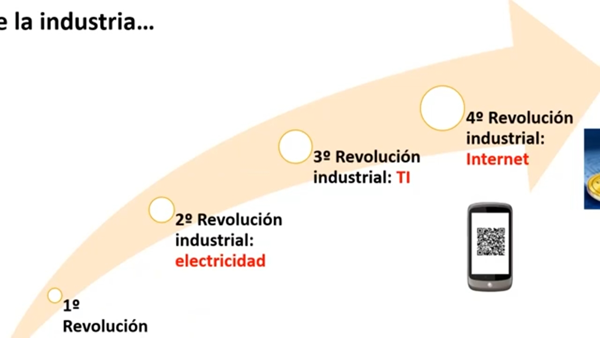 e la industria...
4º Revolución
industrial:
Internet
3º Revolución
industrial: TI
2º Revolución
industrial:
electricidad
1º
Revolución